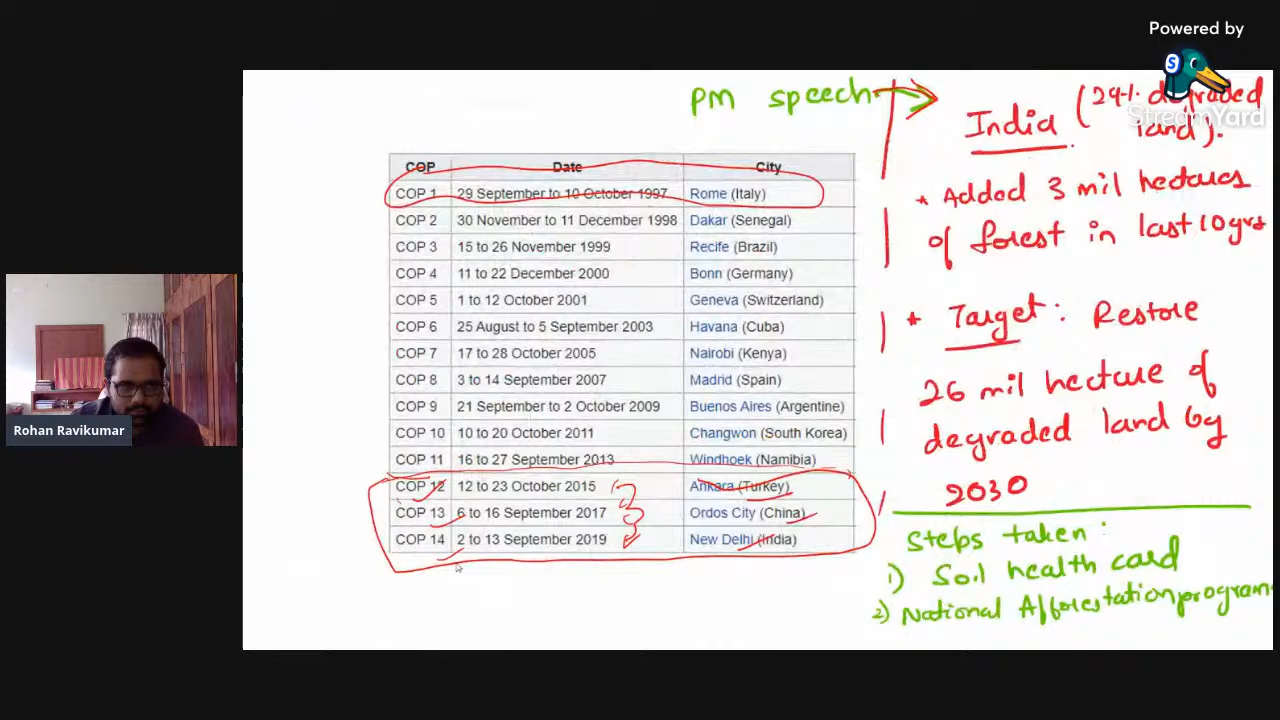 Powered by
StreamYard
PM speech
India (24% degraded land).
* Added 3 mil hectares
of forest in last 10 yrs
* Target: Restore
26 mil hectare of
degraded land by
2030
Steps taken:
1) Soil health card
2) National Afforestation program
COP Date City
COP 1 29 September to 10 October 1997 Rome (Italy)
COP 2 30 November to 11 December 1998 Dakar (Senegal)
COP 3 15 to 26 November 1999 Recife (Brazil)
COP 4 11 to 22 December 2000 Bonn (Germany)
COP 5 1 to 12 October 2001 Geneva (Switzerland)
COP 6 25 August to 5 September 2003 Havana (Cuba)
COP 7 17 to 28 October 2005 Nairobi (Kenya)
COP 8 3 to 14 September 2007 Madrid (Spain)
COP 9 21 September to 2 October 2009 Buenos Aires (Argentine)
COP 10 10 to 20 October 2011 Changwon (South Korea)
COP 11 16 to 27 September 2013 Windhoek (Namibia)
COP 12 12 to 23 October 2015 Ankara (Turkey)
COP 13 6 to 16 September 2017 Ordos City (China)
COP 14 2 to 13 September 2019 New Delhi (India)
Rohan Ravikumar